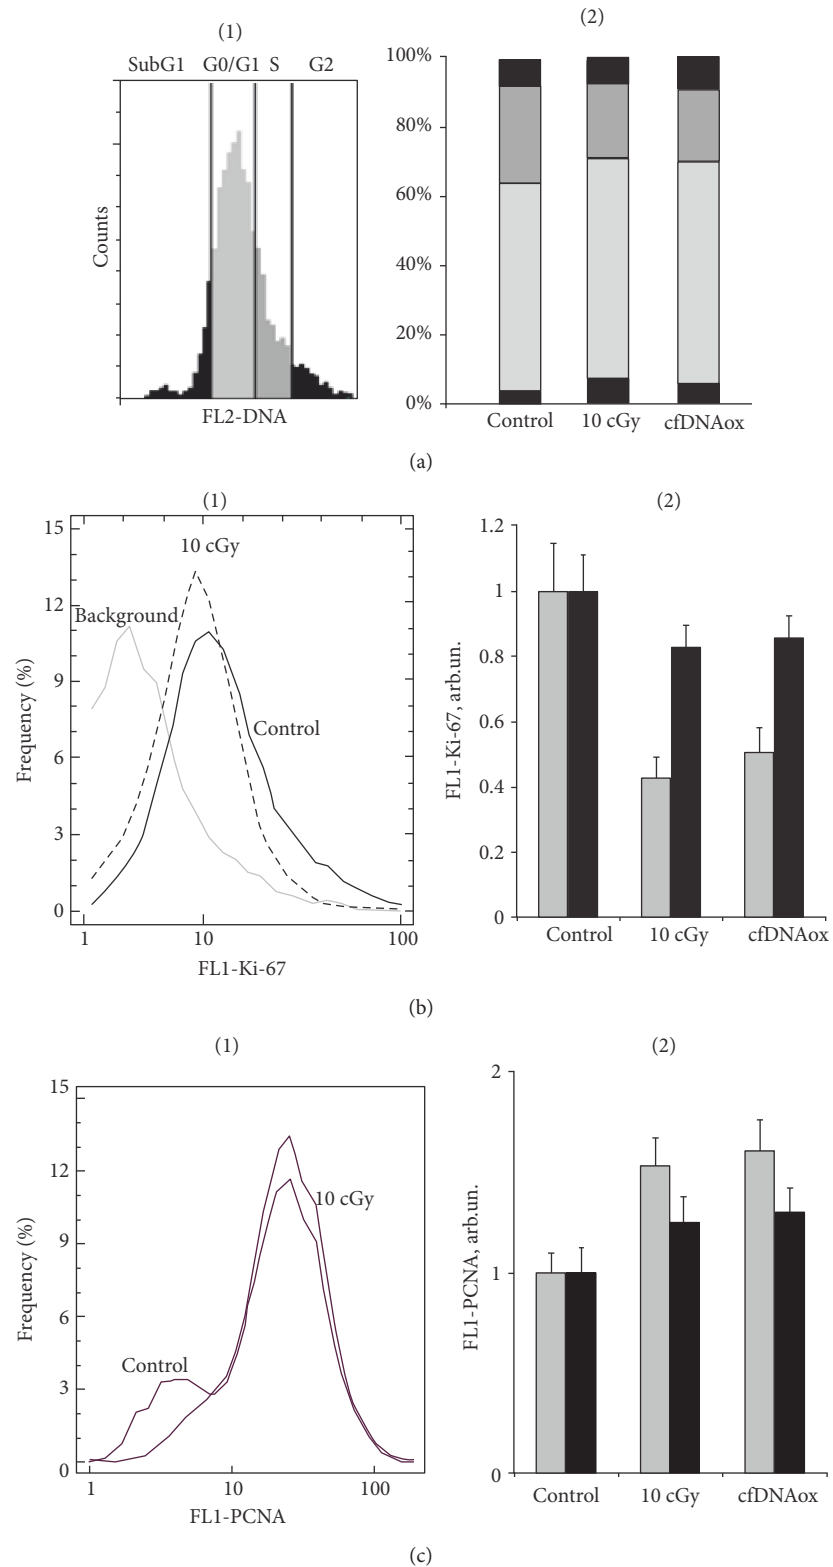 (1)
SubG1 G0/G1 S G2
Counts
FL2-DNA
(2)
100%
80%
60%
40%
20%
0%
Control 10 cGy cfDNAox
(a)
(1)
15
12
9
6
3
0
Frequency (%)
10 cGy
Background
Control
1 10 100
FL1-Ki-67
(2)
1.2
1
0.8
0.6
0.4
0.2
0
FL1-Ki-67, arb.un.
Control 10 cGy cfDNAox
(b)
(1)
15
12
9
6
3
0
Frequency (%)
10 cGy
Control
1 10 100
FL1-PCNA
(2)
2
1
0
FL1-PCNA, arb.un.
Control 10 cGy cfDNAox
(c)